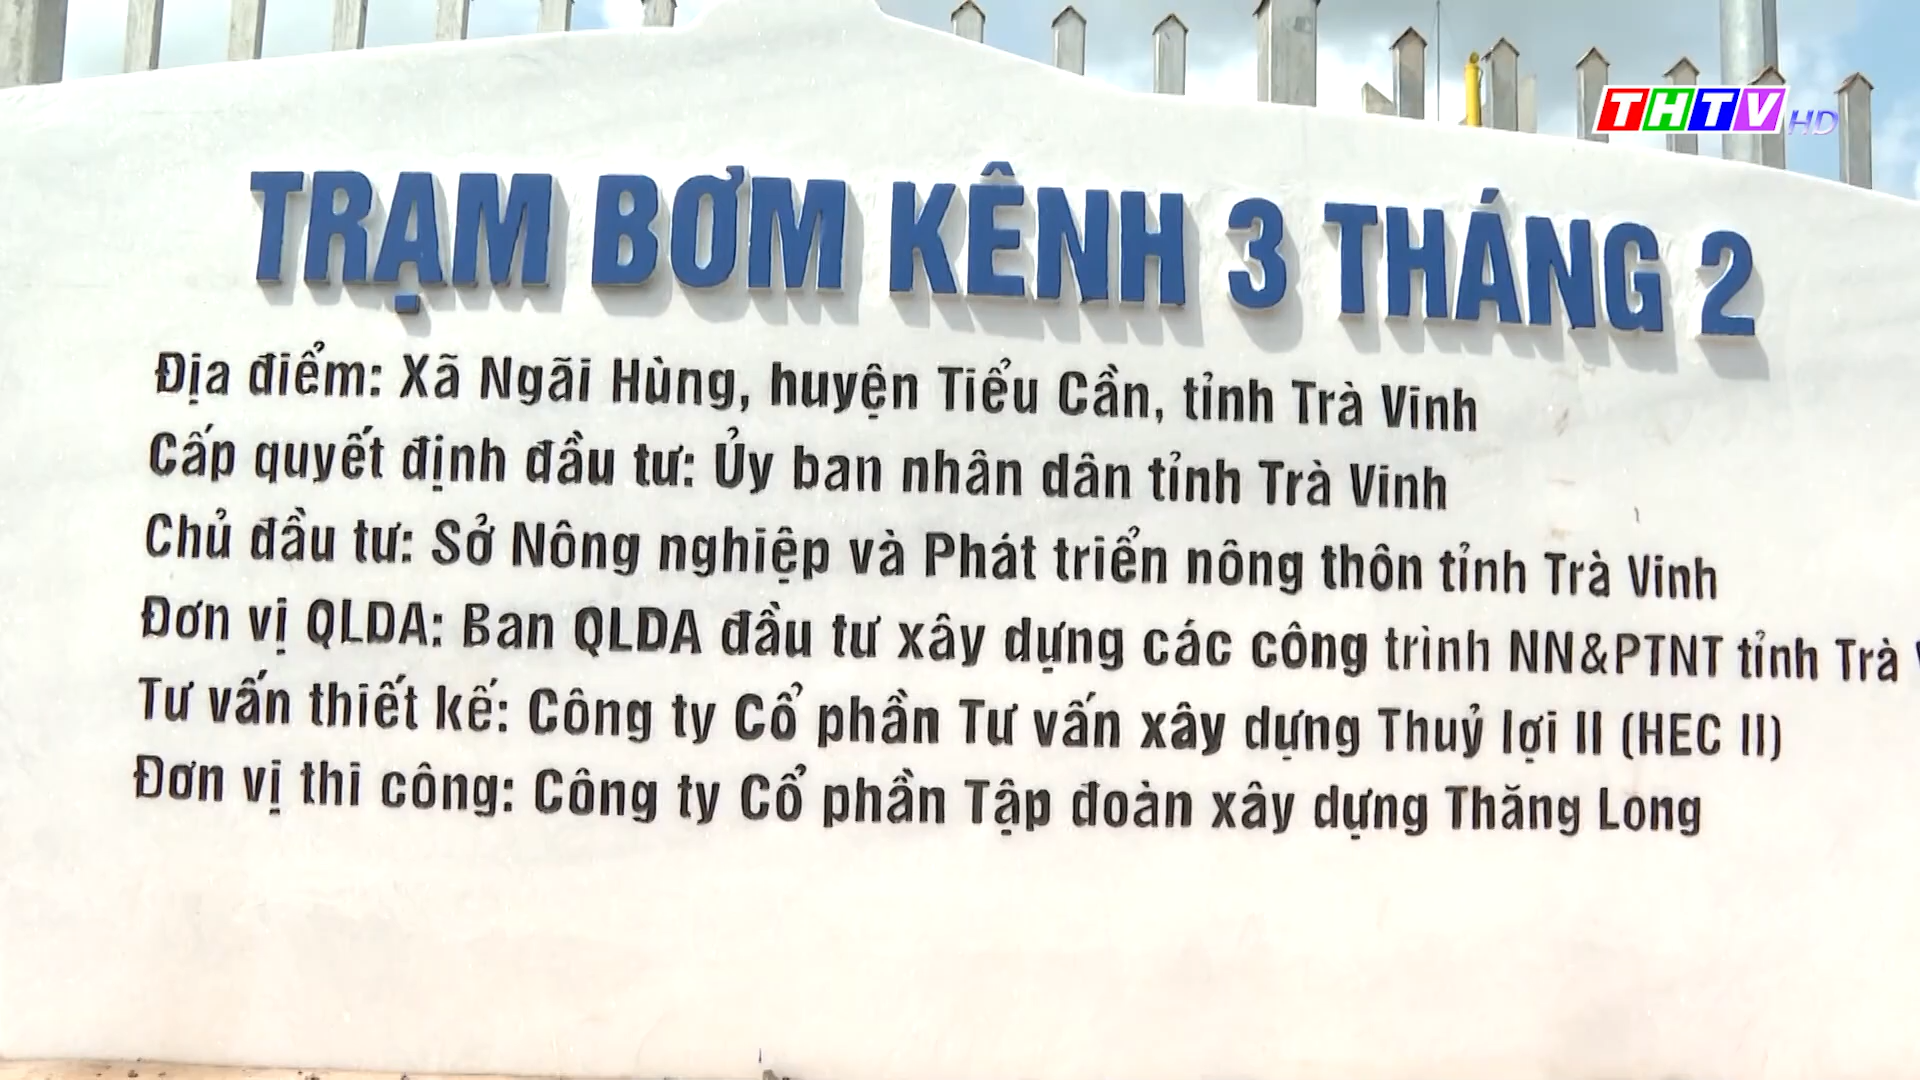 THTV HD
TRẠM BƠM KÊNH 3 THÁNG 2
Địa điểm: Xã Ngãi Hùng, huyện Tiểu Cần, tỉnh Trà Vinh
Cấp quyết định đầu tư: Ủy ban nhân dân tỉnh Trà Vinh
Chủ đầu tư: Sở Nông nghiệp và Phát triển nông thôn tỉnh Trà Vinh
Đơn vị QLDA: Ban QLDA đầu tư xây dựng các công trình NN&PTNT tỉnh Trà
Tư vấn thiết kế: Công ty Cổ phần Tư vấn xây dựng Thuỷ lợi II (HEC II)
Đơn vị thi công: Công ty Cổ phần Tập đoàn xây dựng Thăng Long